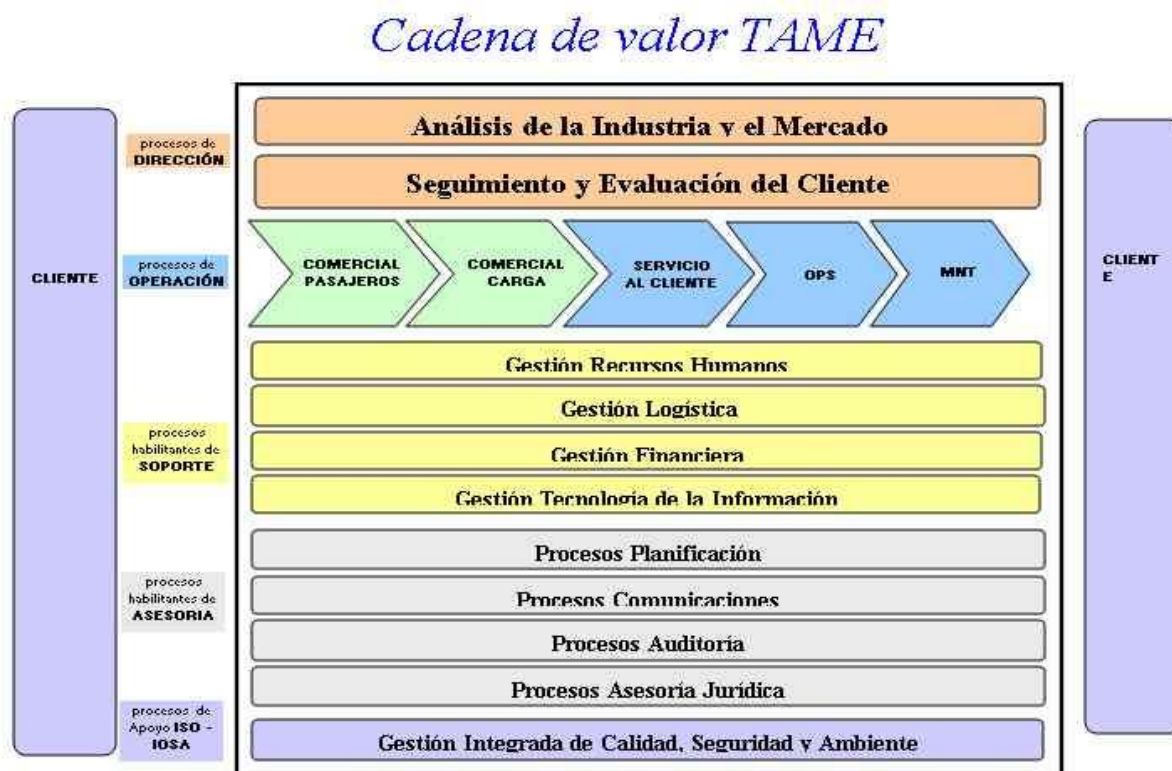 Cadena de valor TAME
CLIENTE
procesos de
DIRECCIÓN
Análisis de la Industria y el Mercado
Seguimiento y Evaluación del Cliente
procesos de
OPERACIÓN
COMERCIAL
PASAJEROS
COMERCIAL
CARGA
SERVICIO
AL CLIENTE
OPS
MNT
CLIENT
E
procesos
habilitantes de
SOPORTE
Gestión Recursos Humanos
Gestión Logística
Gestión Financiera
Gestión Tecnología de la Información
procesos
habilitantes de
ASESORIA
Procesos Planificación
Procesos Comunicaciones
Procesos Auditoría
Procesos Asesoría Jurídica
procesos de
Apoyo ISO -
IOSA
Gestión Integrada de Calidad, Seguridad y Ambiente